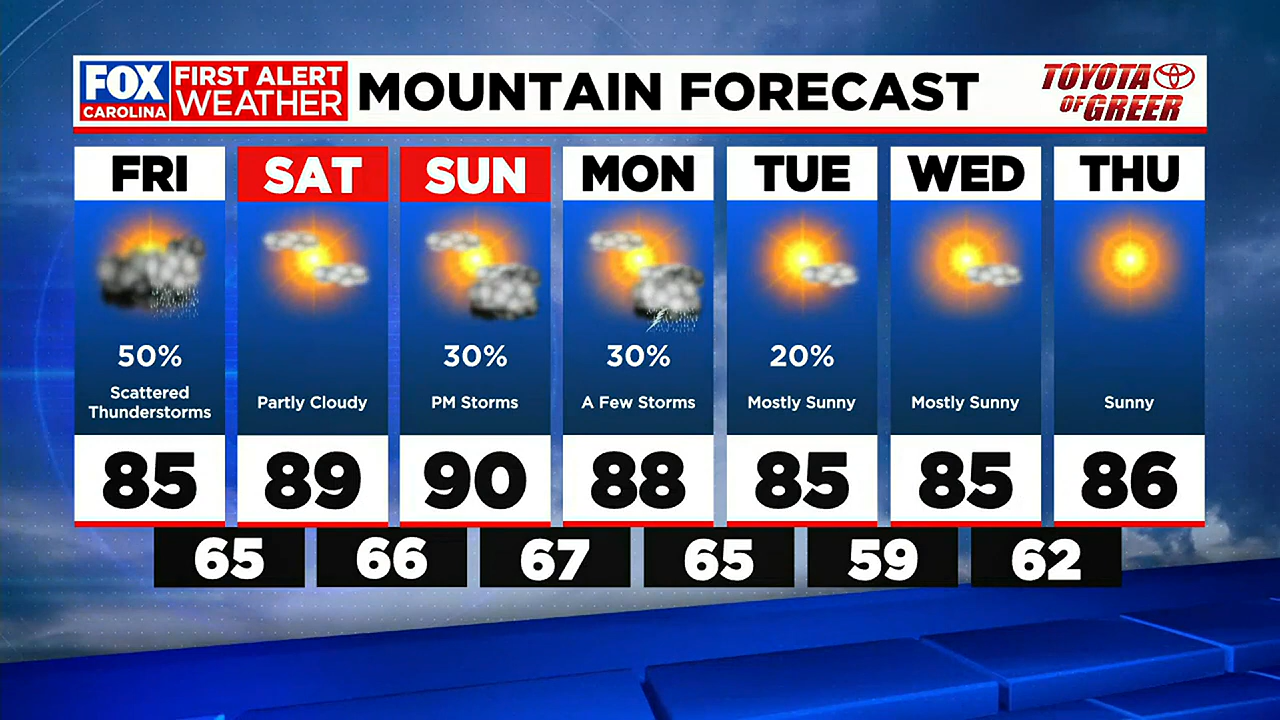 FOX
CAROLINA
FIRST ALERT
WEATHER
MOUNTAIN FORECAST
TOYOTA
OF GREER
FRI
50%
Scattered
Thunderstorms
85
SAT
Partly Cloudy
89
SUN
30%
PM Storms
90
MON
30%
A Few Storms
88
TUE
20%
Mostly Sunny
85
WED
Mostly Sunny
85
THU
Sunny
86
65
66
67
65
59
62